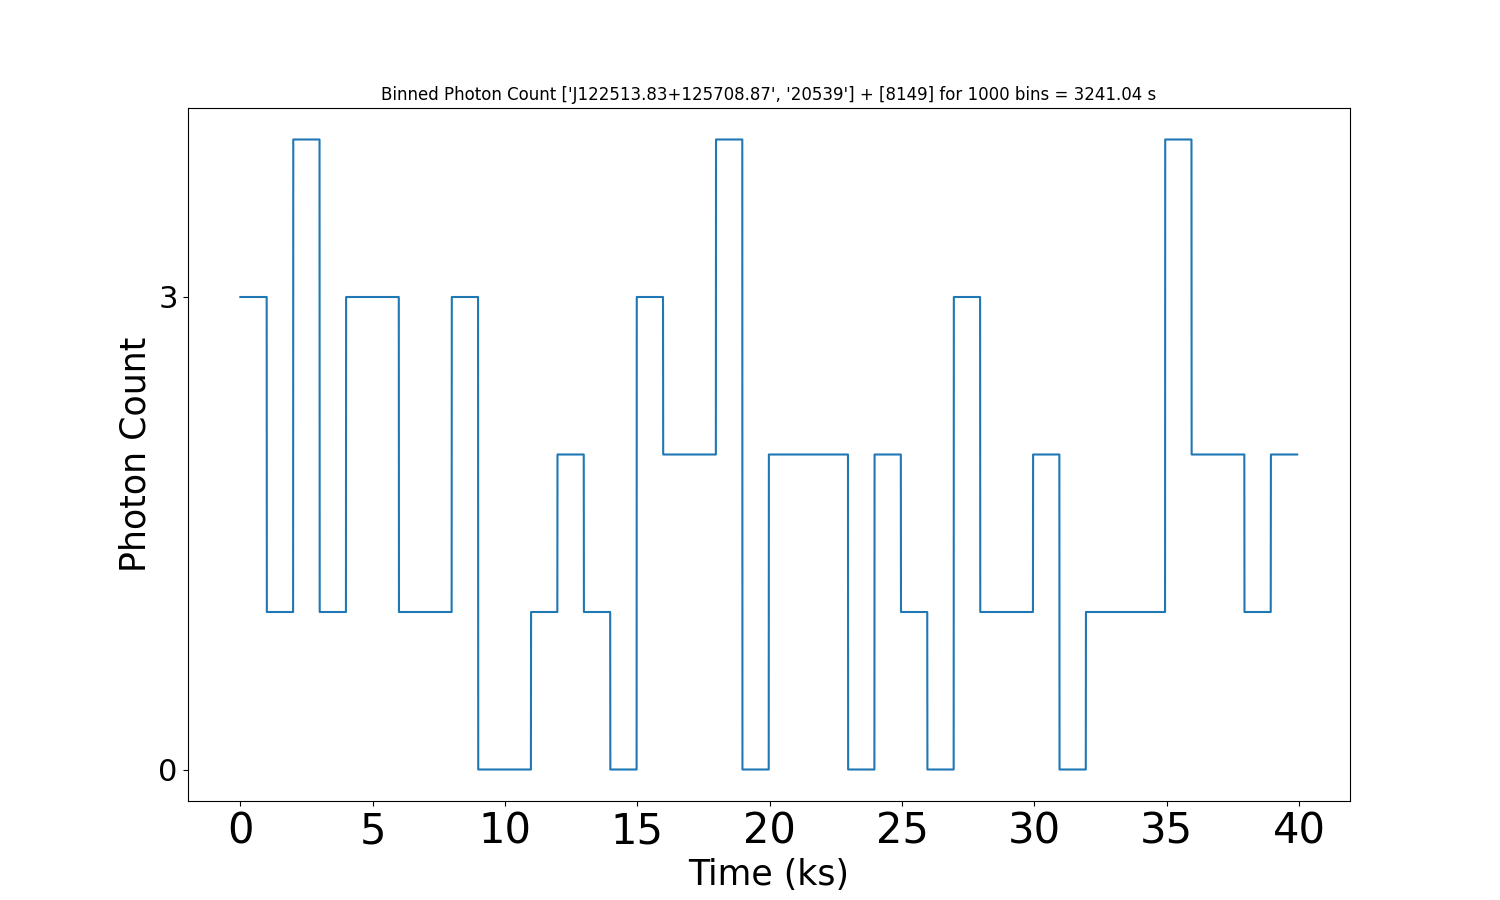 Binned Photon Count ['J122513.83+125708.87', '20539'] + [8149] for 1000 bins = 3241.04 s
Photon Count
3
0
0 5 10 15 20 25 30 35 40
Time (ks)